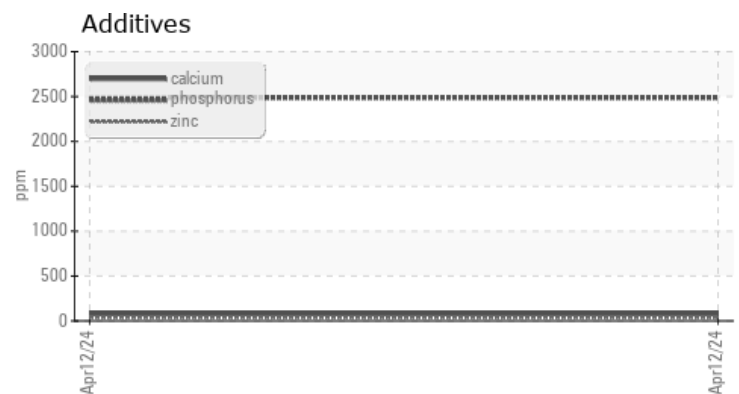 Additives
3000
calcium
2500
phosphorus
zinc
2000
ppm
1500
1000
500
0
Apr12/24
Apr12/24